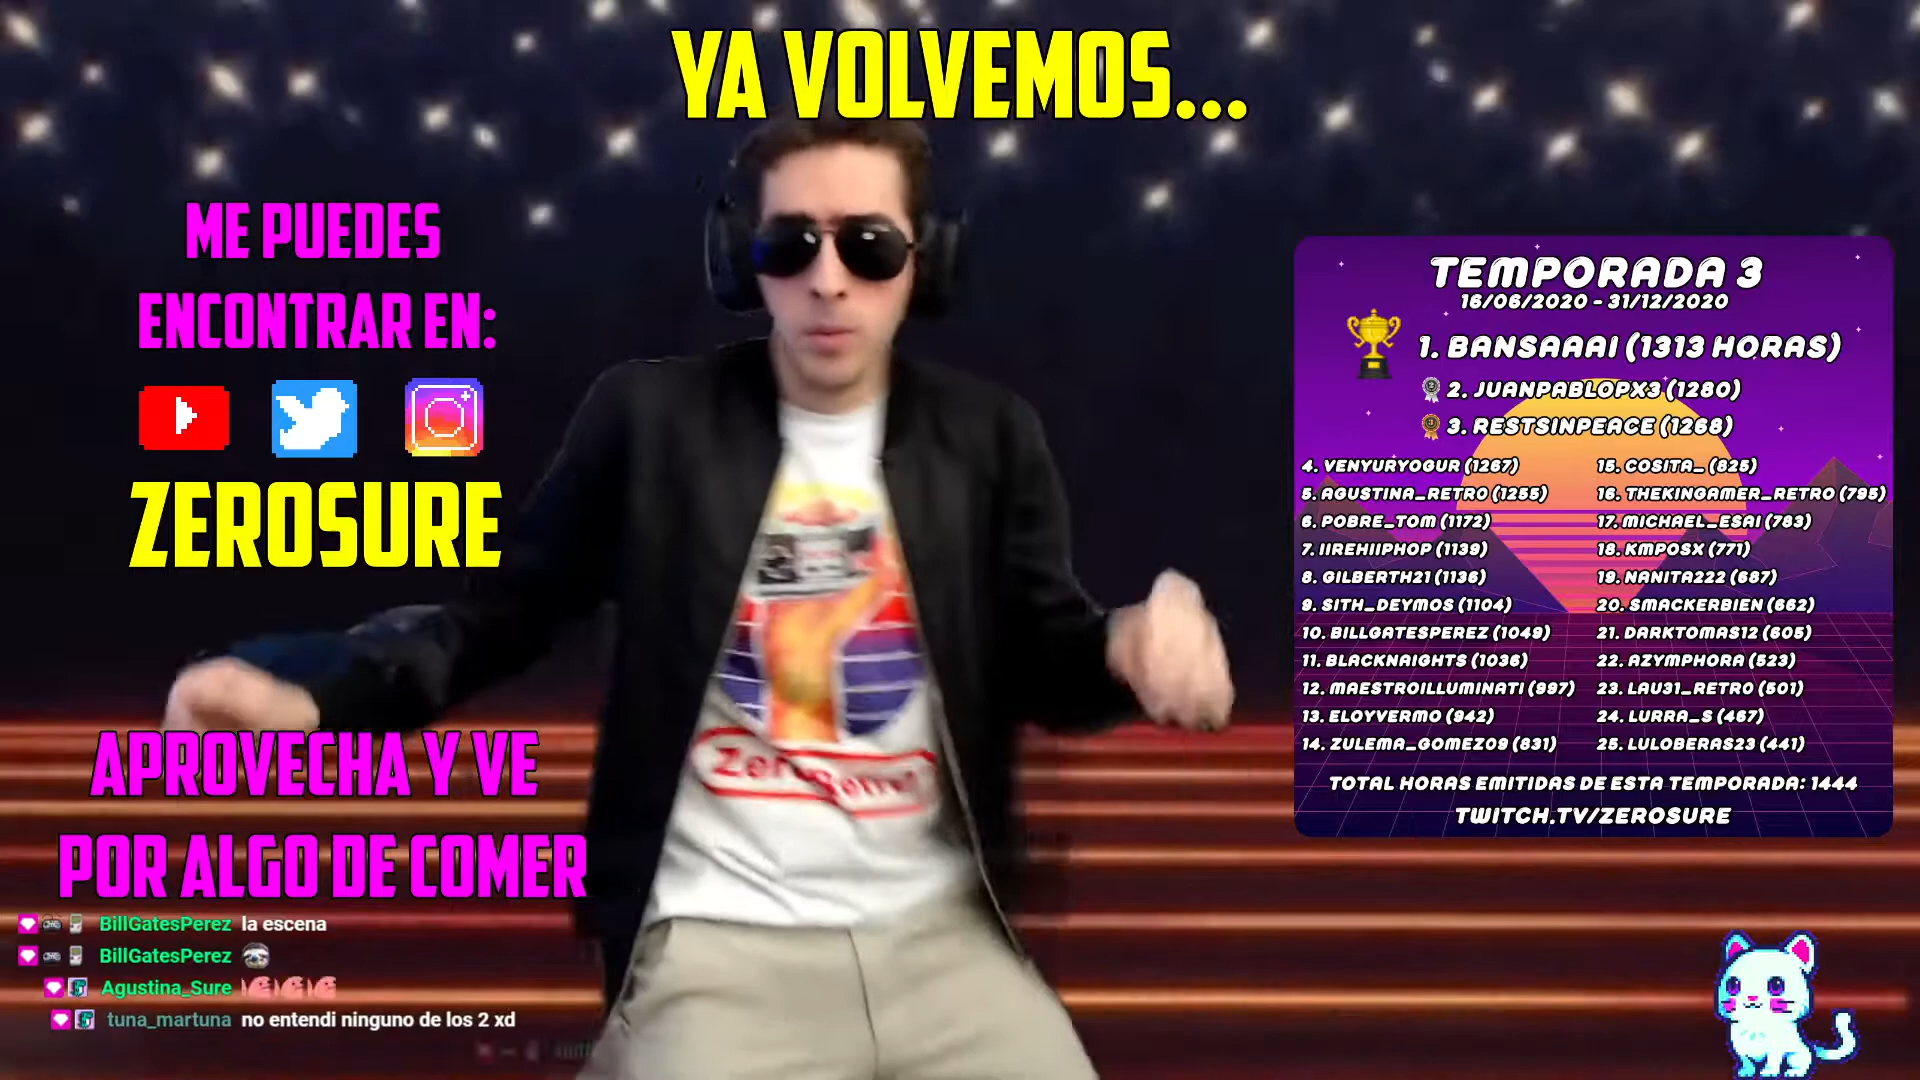 YA VOLVEMOS...
ME PUEDES
ENCONTRAR EN:
ZEROSURE
APROVECHA Y VE
POR ALGO DE COMER
BillGatesPerez la escena
BillGatesPerez
Agustina_Sure
tuna_martuna no entendi ninguno de los 2 xd
TEMPORADA 3
16/06/2020 - 31/12/2020
1. BANSAAAI (1313 HORAS)
2. JUANPABLOPX3 (1280)
3. RESTSINPEACE (1268)
4. VENYURYOGUR (1267)
5. AGUSTINA_RETRO (1255)
6. POBRE_TOM (1172)
7. IIREHIIPHOP (1139)
8. GILBERTH21 (1136)
9. SITH_DEYMOS (1104)
10. BILLGATESPEREZ (1049)
11. BLACKNAIGHTS (1036)
12. MAESTROILLUMINATI (997)
13. ELOYVERMO (942)
14. ZULEMA_GOMEZ09 (831)
15. COSITA_ (825)
16. THEKINGAMER_RETRO (795)
17. MICHAEL_ESAI (783)
18. KMPOSX (771)
19. NANITA222 (687)
20. SMACKERBIEN (662)
21. DARKTOMAS12 (605)
22. AZYMPHORA (523)
23. LAU31_RETRO (501)
24. LURRA_S (467)
25. LULOBERAS23 (441)
TOTAL HORAS EMITIDAS DE ESTA TEMPORADA: 1444
TWITCH.TV/ZEROSURE